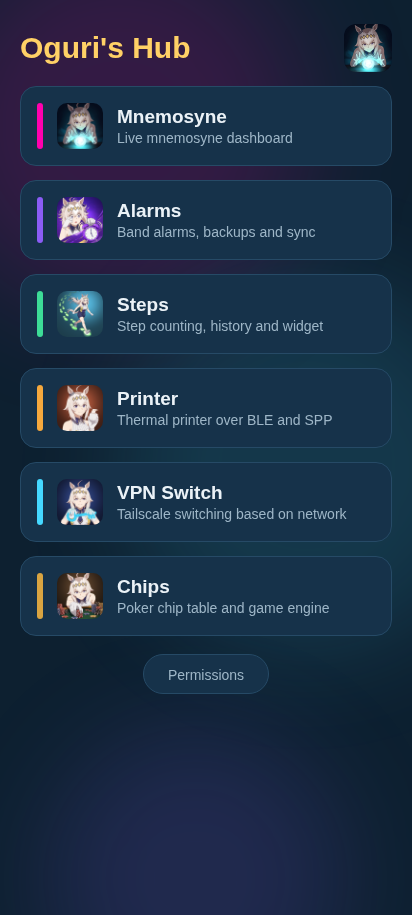 Oguri's Hub
Mnemosyne
Live mnemosyne dashboard
Alarms
Band alarms, backups and sync
Steps
Step counting, history and widget
Printer
Thermal printer over BLE and SPP
VPN Switch
Tailscale switching based on network
Chips
Poker chip table and game engine
Permissions